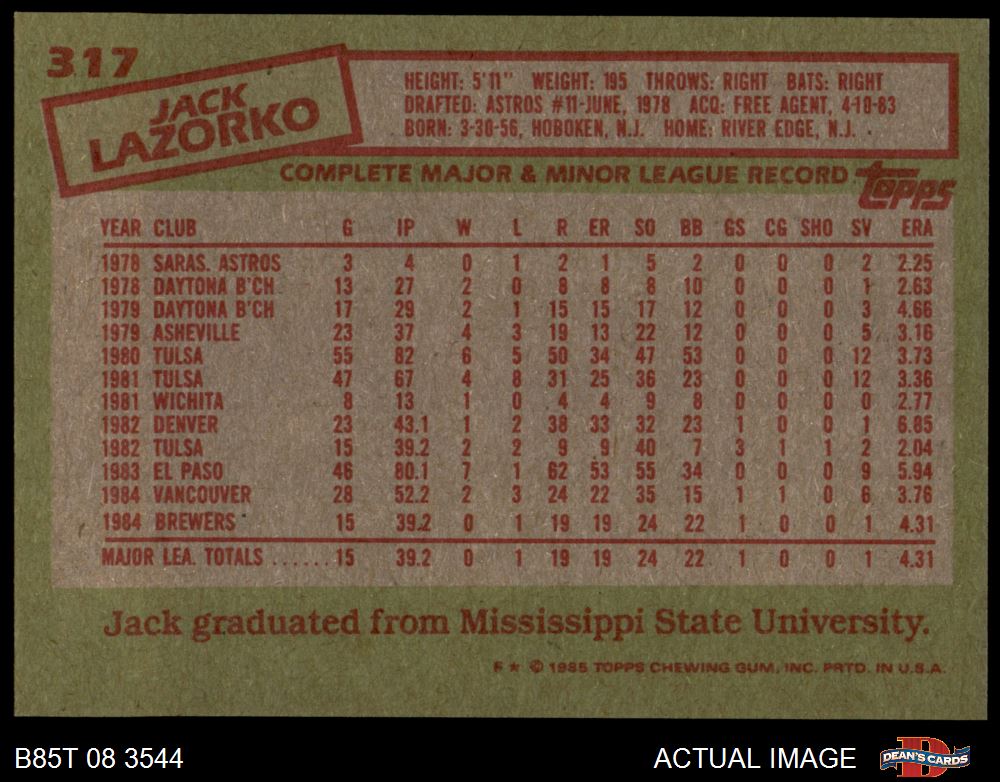 317
JACK
LAZORKO
HEIGHT: 5'11" WEIGHT: 195 THROWS: RIGHT BATS: RIGHT
DRAFTED: ASTROS #11-JUNE, 1978 ACQ: FREE AGENT, 4-10-83
BORN: 3-30-56, HOBOKEN, N.J. HOME: RIVER EDGE, N.J.
COMPLETE MAJOR & MINOR LEAGUE RECORD topps
YEAR CLUB G IP W L R ER SO BB GS CG SHO SV ERA
1978 SARAS. ASTROS 3 4 0 1 2 1 5 2 0 0 0 2 2.25
1978 DAYTONA B'CH 13 27 2 0 8 8 8 10 0 0 0 1 2.63
1979 DAYTONA B'CH 17 29 2 1 15 15 17 12 0 0 0 3 4.66
1979 ASHEVILLE 23 37 4 3 19 13 22 12 0 0 0 5 3.16
1980 TULSA 55 82 6 5 50 34 47 53 0 0 0 12 3.73
1981 TULSA 47 67 4 8 31 25 36 23 0 0 0 12 3.36
1981 WICHITA 8 13 1 0 4 4 9 8 0 0 0 0 2.77
1982 DENVER 23 43.1 1 2 38 33 32 23 1 0 0 1 6.85
1982 TULSA 15 39.2 2 2 9 9 40 7 3 1 1 2 2.04
1983 EL PASO 46 80.1 7 1 62 53 55 34 0 0 0 9 5.94
1984 VANCOUVER 28 52.2 2 3 24 22 35 15 1 1 0 6 3.76
1984 BREWERS 15 39.2 0 1 19 19 24 22 1 0 0 1 4.31
MAJOR LEA. TOTALS ......15 39.2 0 1 19 19 24 22 1 0 0 1 4.31
Jack graduated from Mississippi State University.
F ★ © 1985 TOPPS CHEWING GUM, INC. PRTD. IN U.S.A.
B85T 08 3544 ACTUAL IMAGE D DEAN'S CARDS